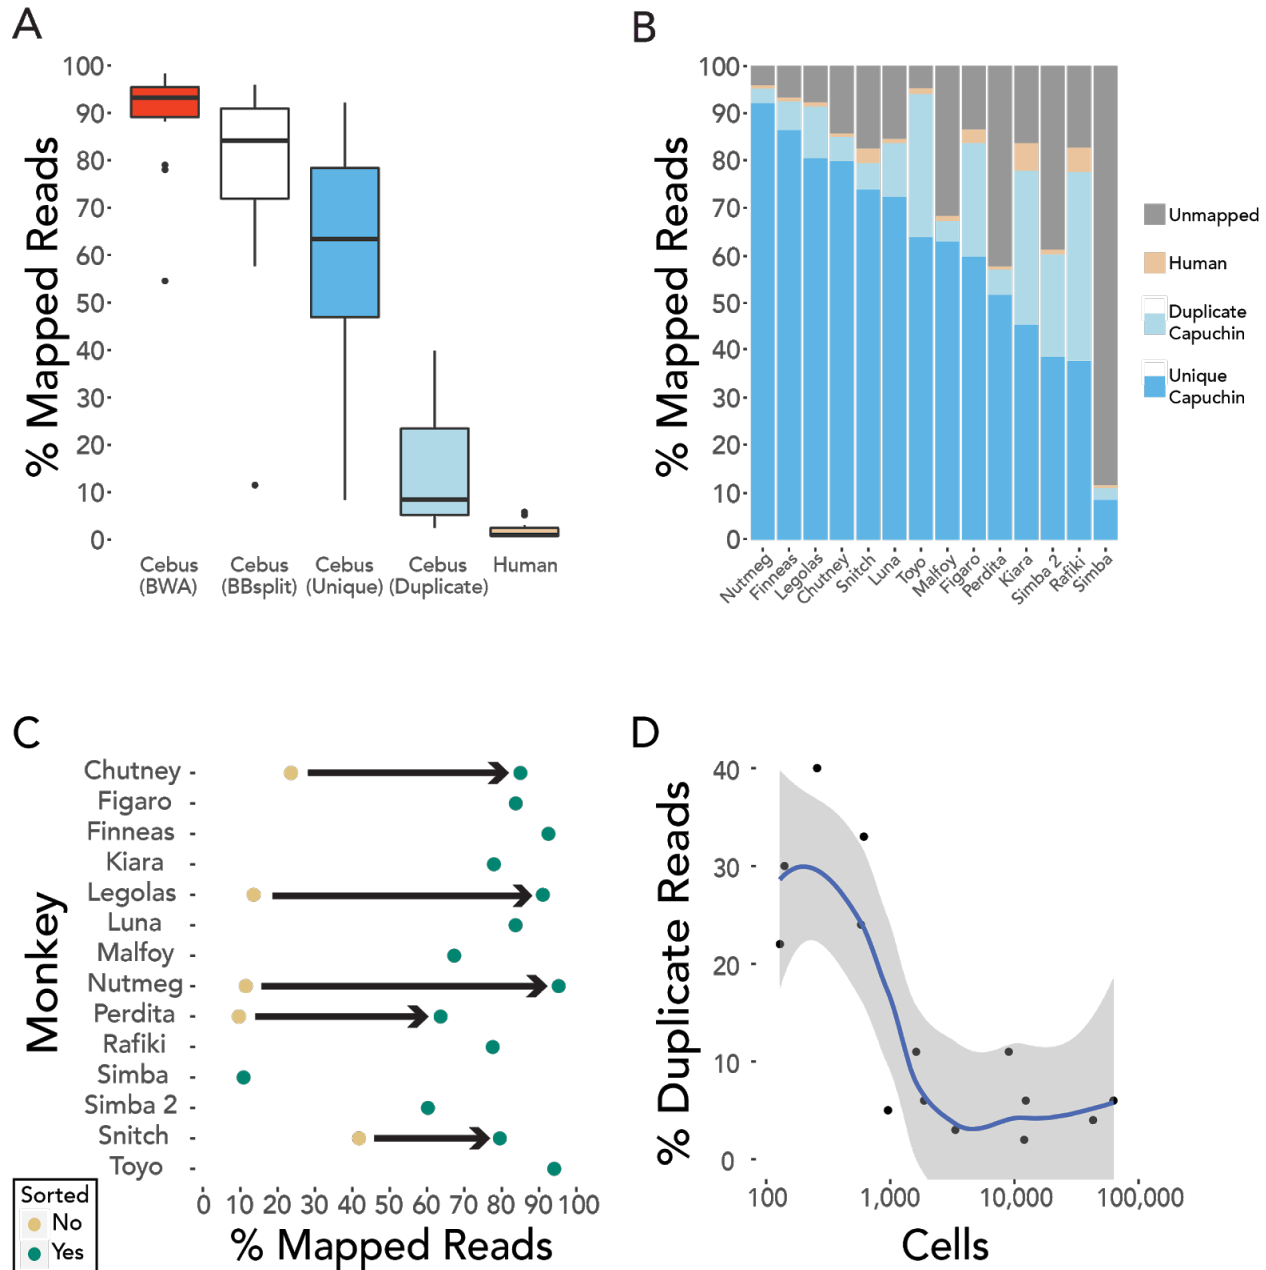 A
% Mapped Reads
100
90
80
70
60
50
40
30
20
10
0
Cebus (BWA)
Cebus (BBsplit)
Cebus (Unique)
Cebus (Duplicate)
Human
B
% Mapped Reads
100
90
80
70
60
50
40
30
20
10
0
Nutmeg
Finneas
Legolas
Chutney
Snitch
Luna
Toyo
Malfoy
Figaro
Perdita
Kiara
Simba 2
Rafiki
Simba
Unmapped
Human
Duplicate
Capuchin
Unique
Capuchin
C
Monkey
Chutney
Figaro
Finneas
Kiara
Legolas
Luna
Malfoy
Nutmeg
Perdita
Rafiki
Simba
Simba 2
Snitch
Toyo
0 10 20 30 40 50 60 70 80 90 100
% Mapped Reads
Sorted
No
Yes
D
% Duplicate Reads
40
30
20
10
0
100 1,000 10,000 100,000
Cells